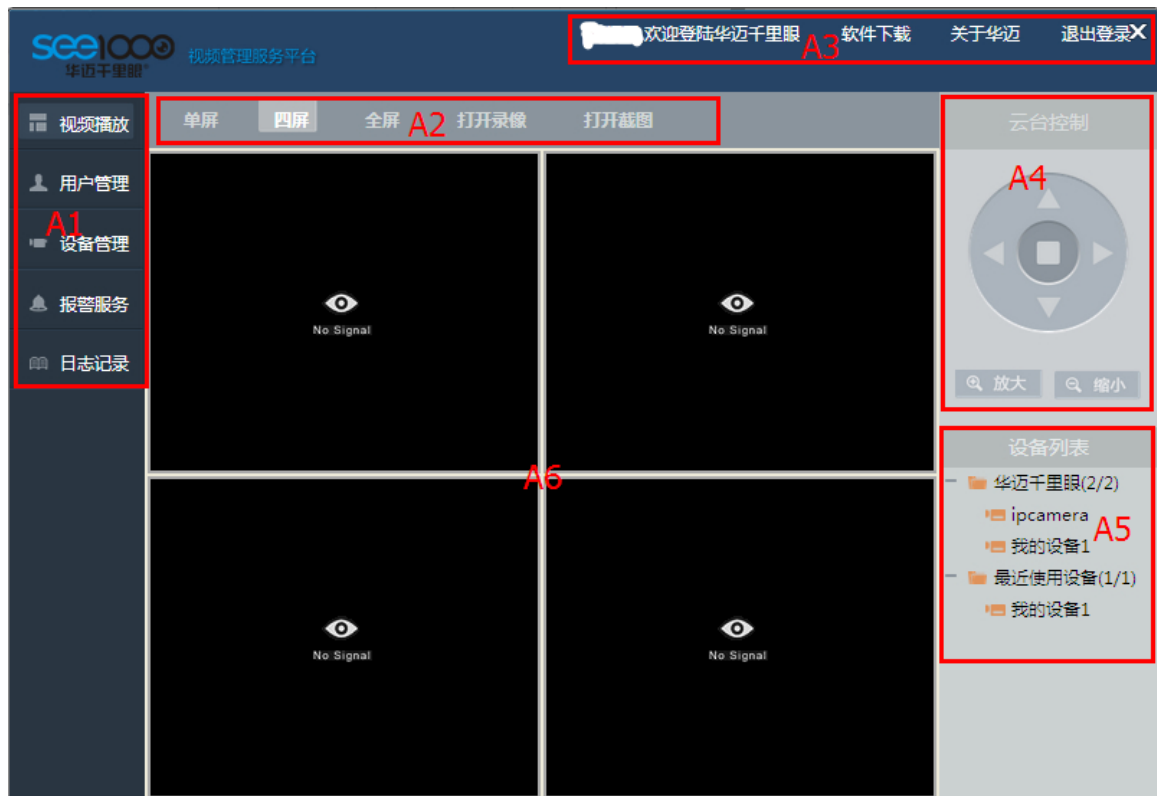 see1000
华迈千里眼®
视频管理服务平台
欢迎登陆华迈千里眼 软件下载 关于华迈 退出登录X
A3
视频播放
用户管理
设备管理
报警服务
日志记录
A1
单屏 四屏 全屏 打开录像 打开截图
A2
No Signal
No Signal
No Signal
No Signal
A6
云台控制
A4
放大 缩小
设备列表
华迈千里眼(2/2)
ipcamera
我的设备1
最近使用设备(1/1)
我的设备1
A5